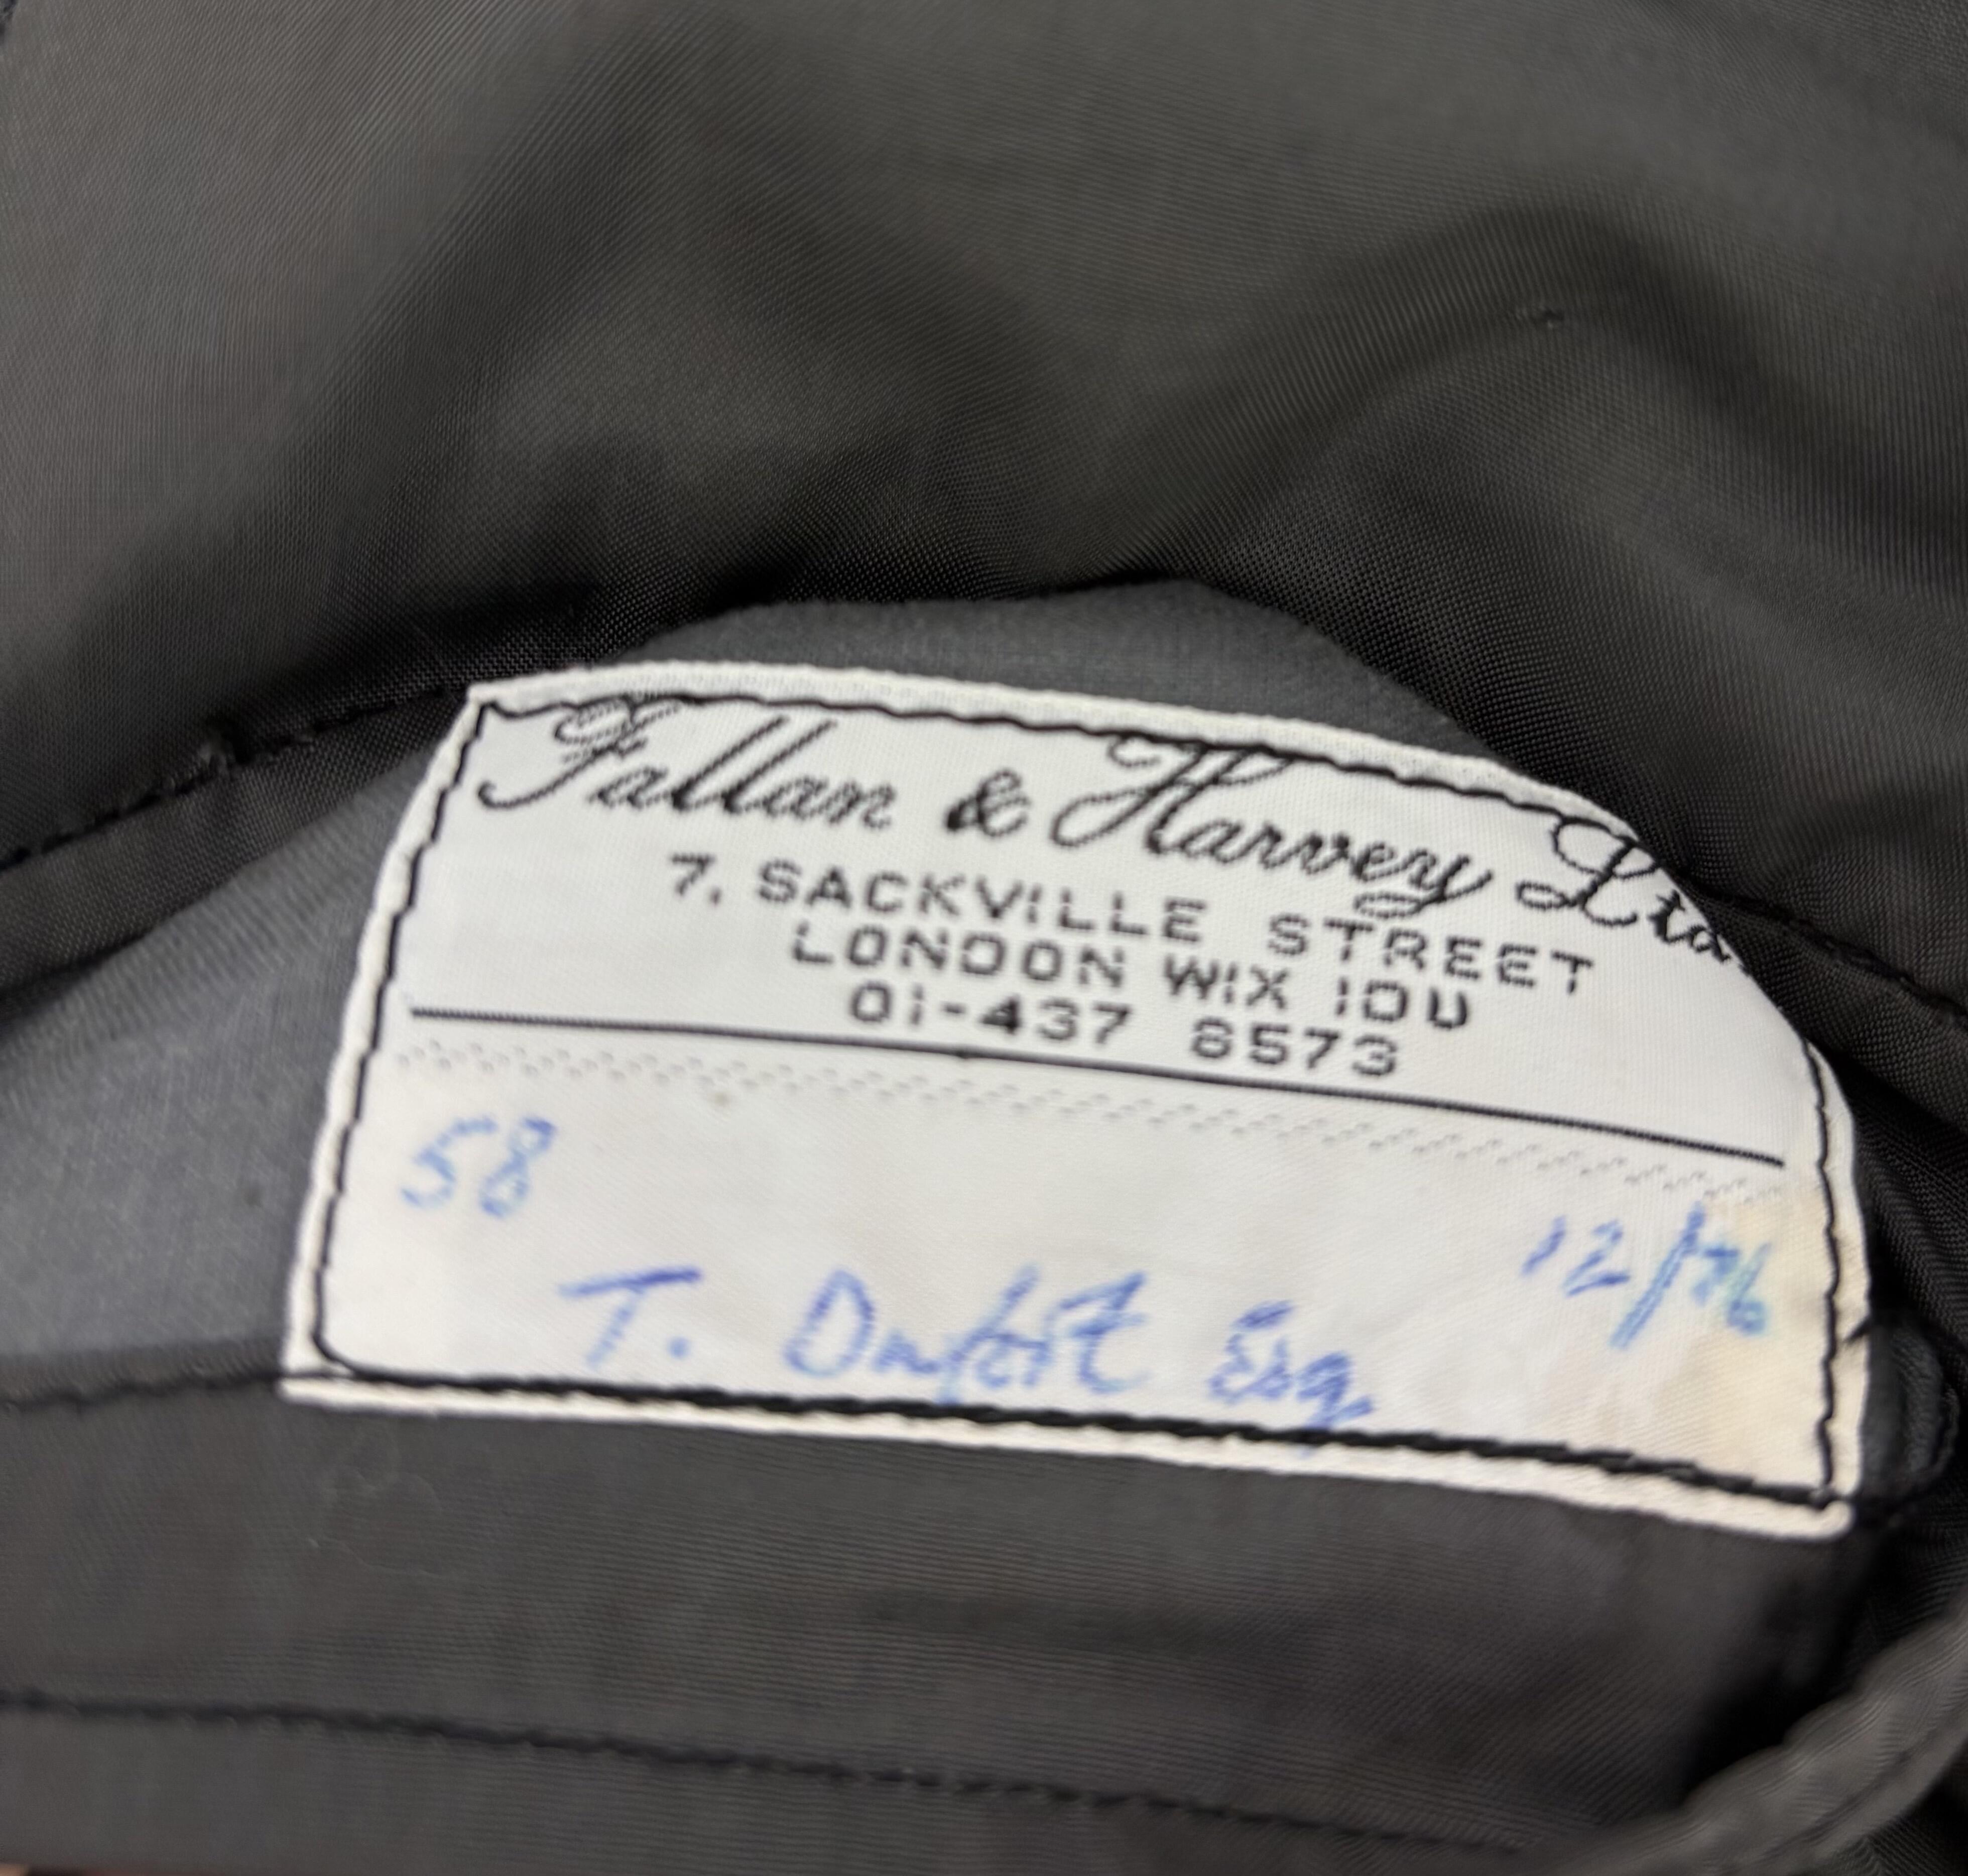 Fallan & Harvey Ltd.
7, SACKVILLE STREET
LONDON W1X 1DU
01-437 8573
58
12/76
T. Esq.